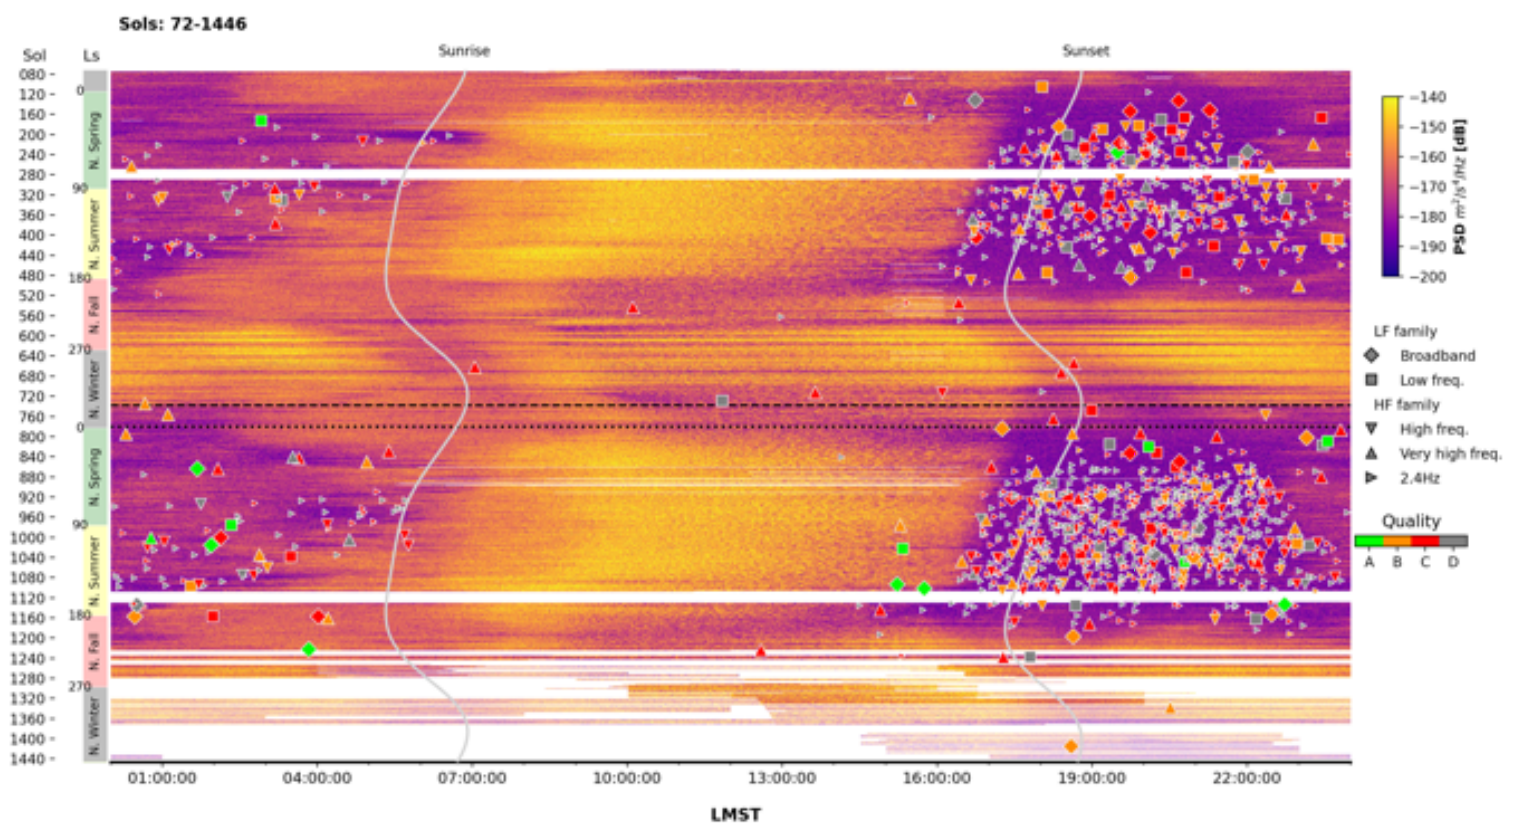 Sols: 72-1446
Sol
Ls
Sunrise
Sunset
080
120
160
200
240
280
320
360
400
440
480
520
560
600
640
680
720
760
800
840
880
920
960
1000
1040
1080
1120
1160
1200
1240
1280
1320
1360
1400
1440
0
N. Spring
90
N. Summer
180
N. Fall
270
N. Winter
0
N. Spring
90
N. Summer
180
N. Fall
270
N. Winter
01:00:00
04:00:00
07:00:00
10:00:00
13:00:00
16:00:00
19:00:00
22:00:00
LMST
−140
−150
−160
−170
−180
−190
−200
PSD m²/s⁴/Hz [dB]
LF family
Broadband
Low freq.
HF family
High freq.
Very high freq.
2.4Hz
Quality
A B C D